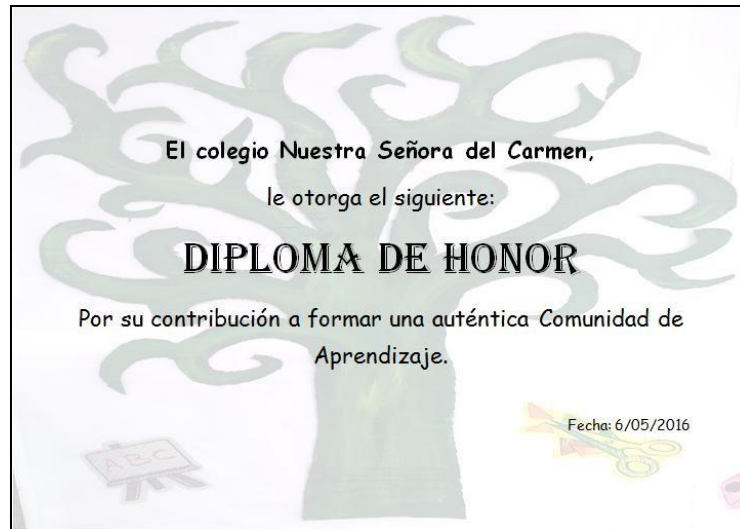 El colegio Nuestra Señora del Carmen,
le otorga el siguiente:
DIPLOMA DE HONOR
Por su contribución a formar una auténtica Comunidad de
Aprendizaje.
Fecha: 6/05/2016
ABC